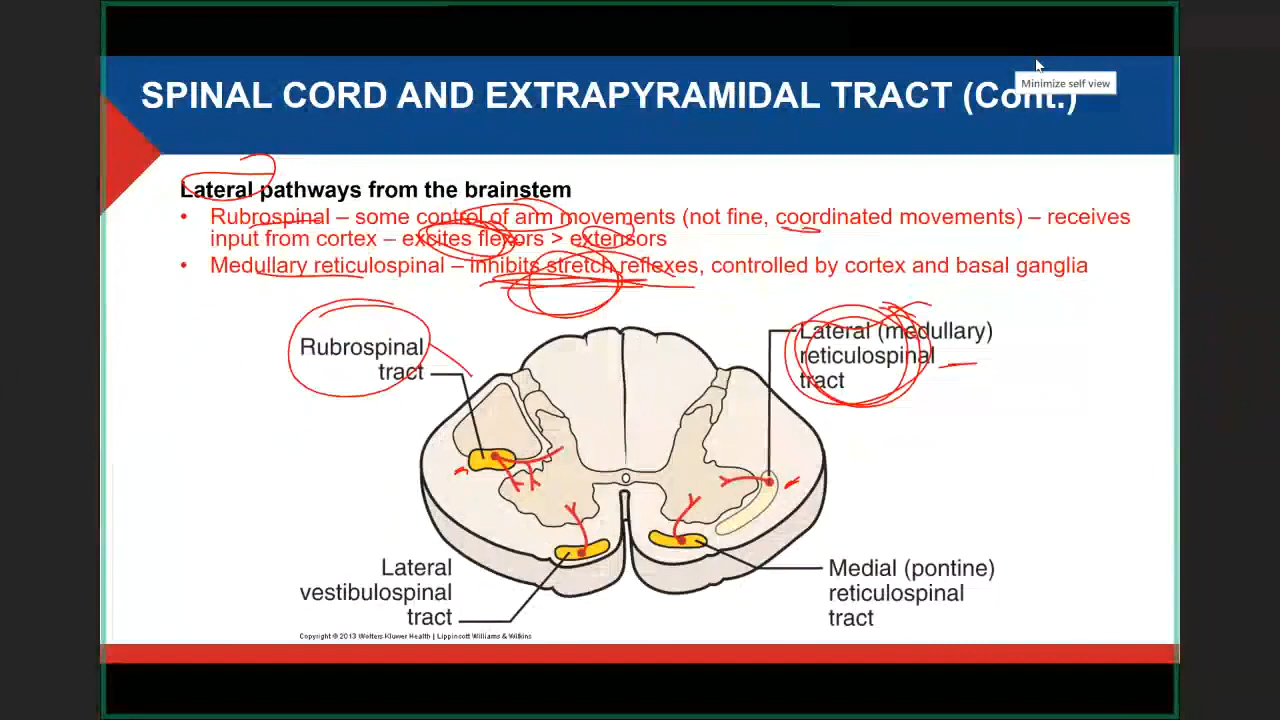 Minimize self view
SPINAL CORD AND EXTRAPYRAMIDAL TRACT (Cont.)
Lateral pathways from the brainstem
• Rubrospinal – some control of arm movements (not fine, coordinated movements) – receives
input from cortex – excites flexors > extensors
• Medullary reticulospinal – inhibits stretch reflexes, controlled by cortex and basal ganglia
Rubrospinal
tract
Lateral (medullary)
reticulospinal
tract
Lateral
vestibulospinal
tract
Medial (pontine)
reticulospinal
tract
Copyright © 2013 Wolters Kluwer Health | Lippincott Williams & Wilkins